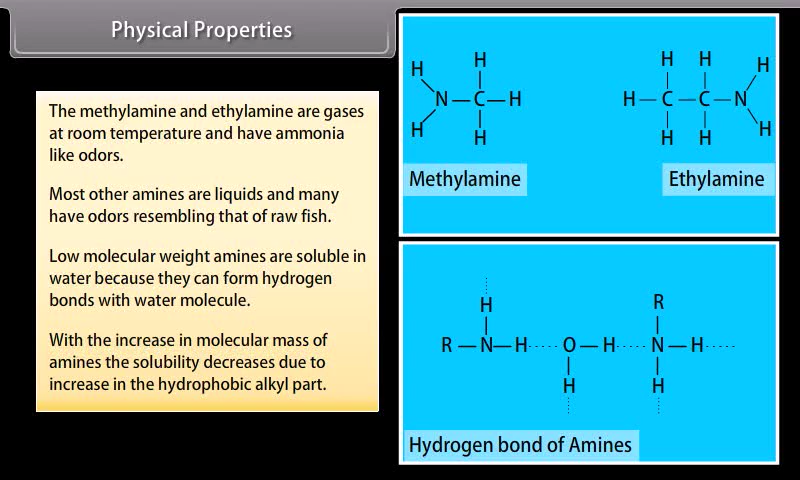 Physical Properties
The methylamine and ethylamine are gases
at room temperature and have ammonia
like odors.
Most other amines are liquids and many
have odors resembling that of raw fish.
Low molecular weight amines are soluble in
water because they can form hydrogen
bonds with water molecule.
With the increase in molecular mass of
amines the solubility decreases due to
increase in the hydrophobic alkyl part.
H H
N — C — H
H H
Methylamine
H H H
H — C — C — N
H H H
Ethylamine
H R
R — N — H ····· O — H ····· N — H ·····
H H
Hydrogen bond of Amines